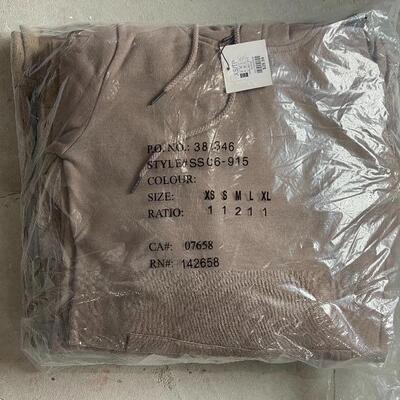 P.O. NO.: 38/346
STYLE#SSG6-915
COLOUR:
SIZE: XS S M L XL
RATIO: 1 1 2 1 1
CA#: 07658
RN#: 142658